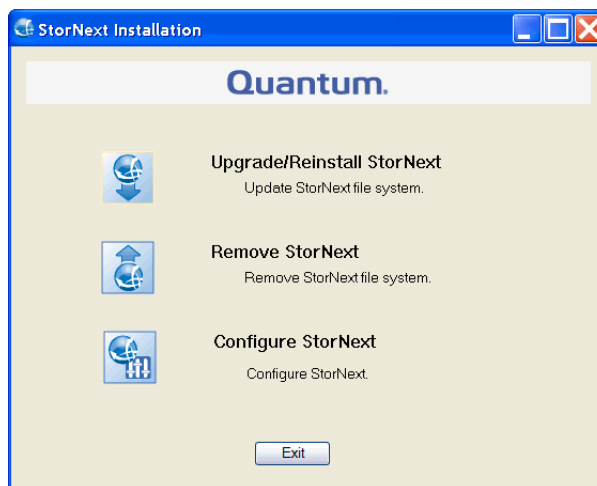 StorNext Installation
Quantum.
Upgrade/Reinstall StorNext
Update StorNext file system.
Remove StorNext
Remove StorNext file system.
Configure StorNext
Configure StorNext.
Exit